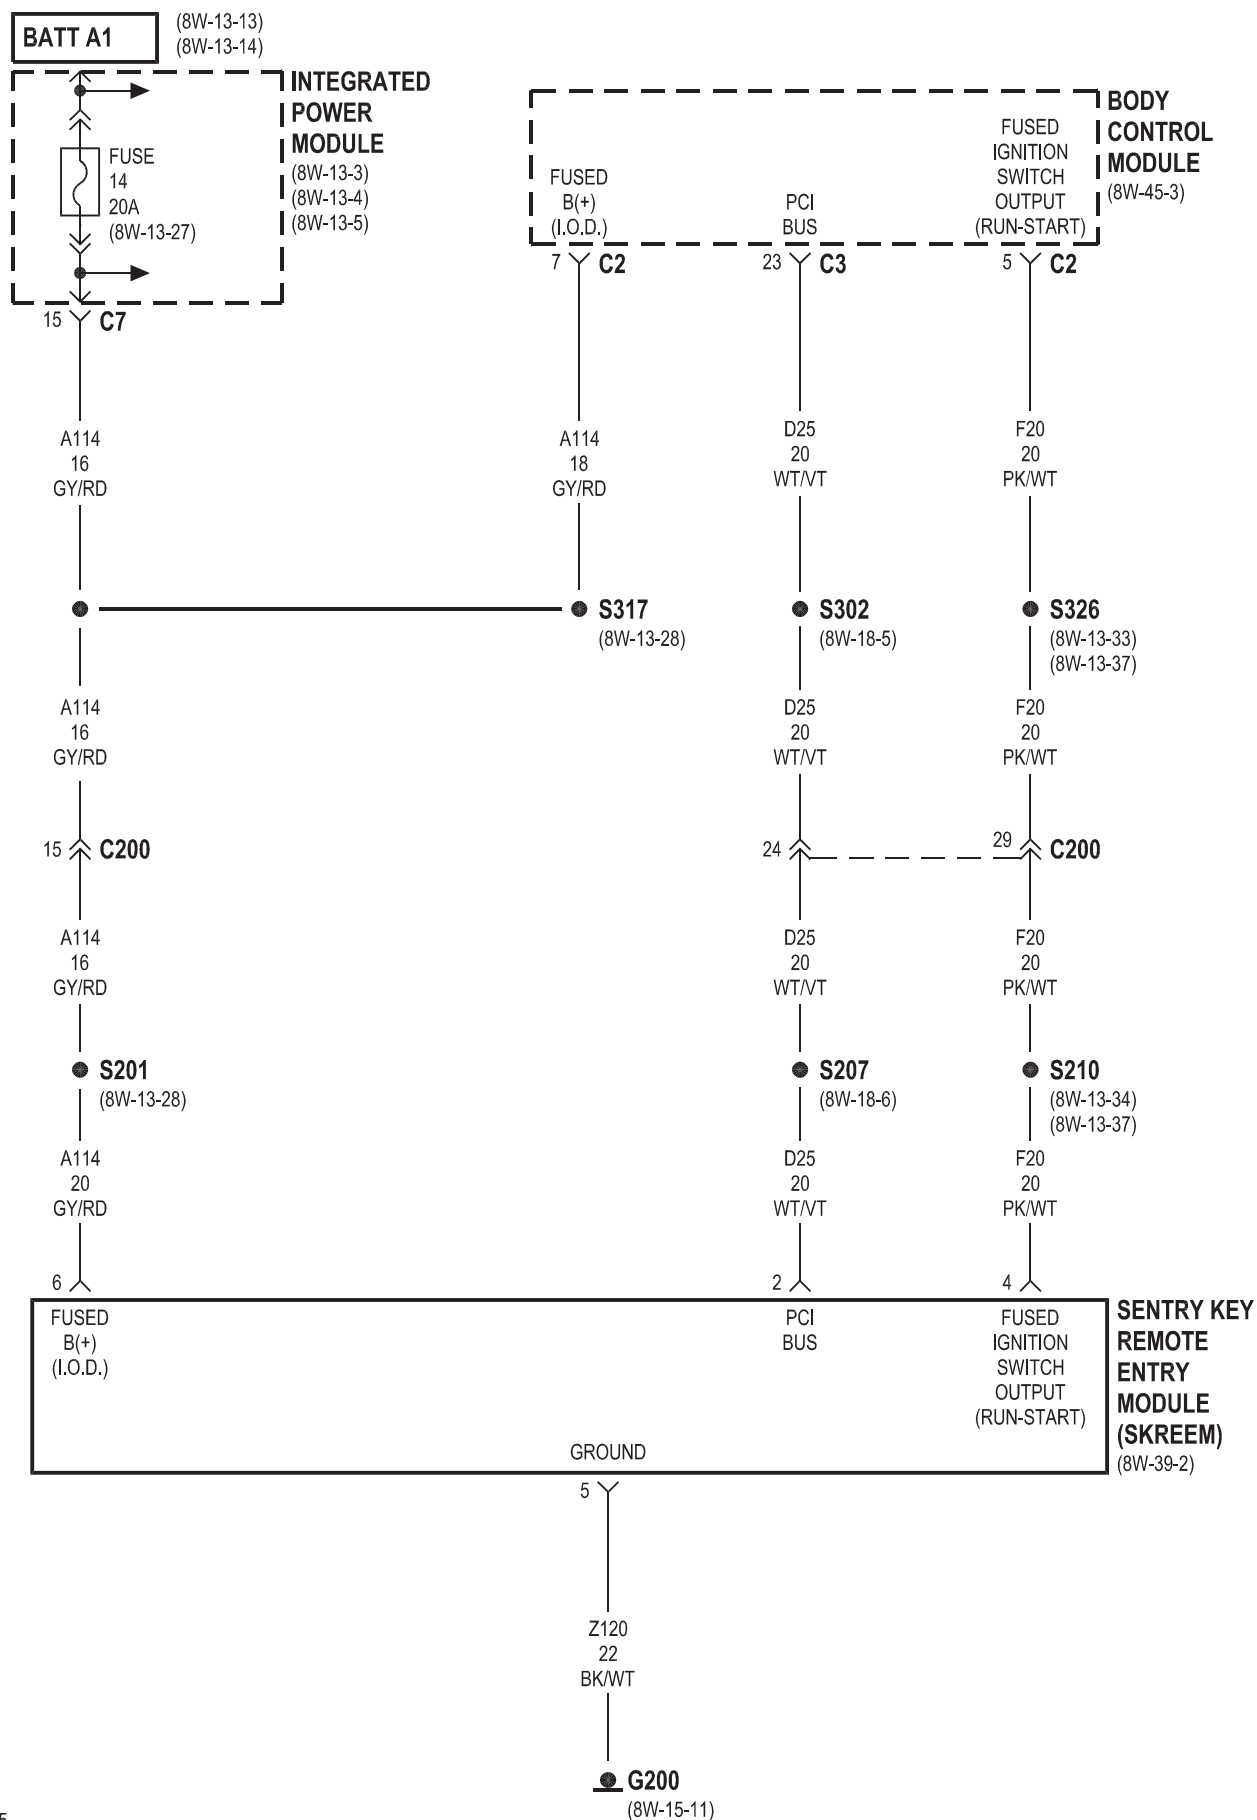 BATT A1
(8W-13-13)
(8W-13-14)
INTEGRATED
POWER
MODULE
(8W-13-3)
(8W-13-4)
(8W-13-5)
FUSE
14
20A
(8W-13-27)
15 C7
BODY
CONTROL
MODULE
(8W-45-3)
FUSED
B(+)
(I.O.D.)
PCI
BUS
FUSED
IGNITION
SWITCH
OUTPUT
(RUN-START)
7 C2
23 C3
5 C2
A114
16
GY/RD
A114
18
GY/RD
D25
20
WT/VT
F20
20
PK/WT
S317
(8W-13-28)
S302
(8W-18-5)
S326
(8W-13-33)
(8W-13-37)
A114
16
GY/RD
D25
20
WT/VT
F20
20
PK/WT
15 C200
24
29 C200
A114
16
GY/RD
D25
20
WT/VT
F20
20
PK/WT
S201
(8W-13-28)
S207
(8W-18-6)
S210
(8W-13-34)
(8W-13-37)
A114
20
GY/RD
D25
20
WT/VT
F20
20
PK/WT
6
2
4
FUSED
B(+)
(I.O.D.)
PCI
BUS
FUSED
IGNITION
SWITCH
OUTPUT
(RUN-START)
SENTRY KEY
REMOTE
ENTRY
MODULE
(SKREEM)
(8W-39-2)
GROUND
5
Z120
22
BK/WT
G200
(8W-15-11)